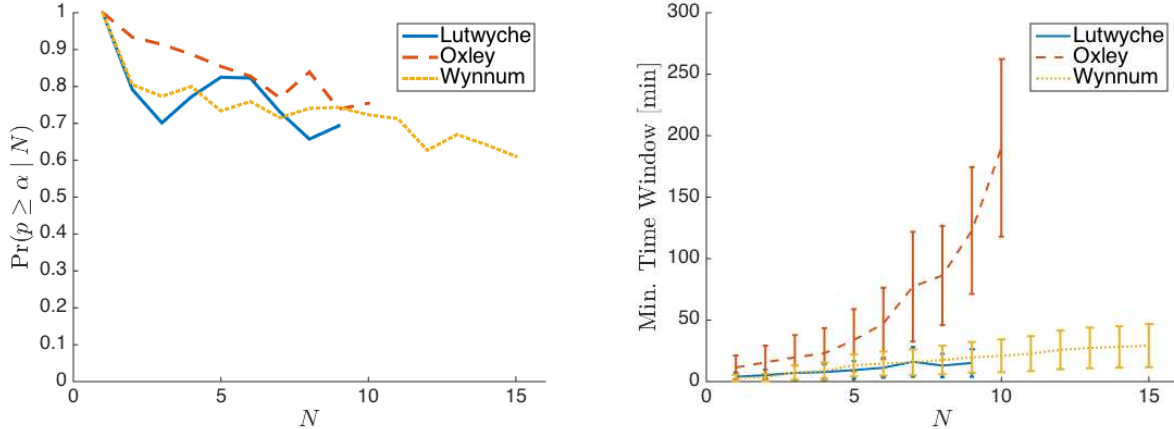 1
0.9
0.8
0.7
0.6
0.5
0.4
0.3
0.2
0.1
0
0
5
10
15
N
Pr(p ≥ α | N)
Lutwyche
Oxley
Wynnum
300
250
200
150
100
50
0
0
5
10
15
N
Min. Time Window [min]
Lutwyche
Oxley
Wynnum